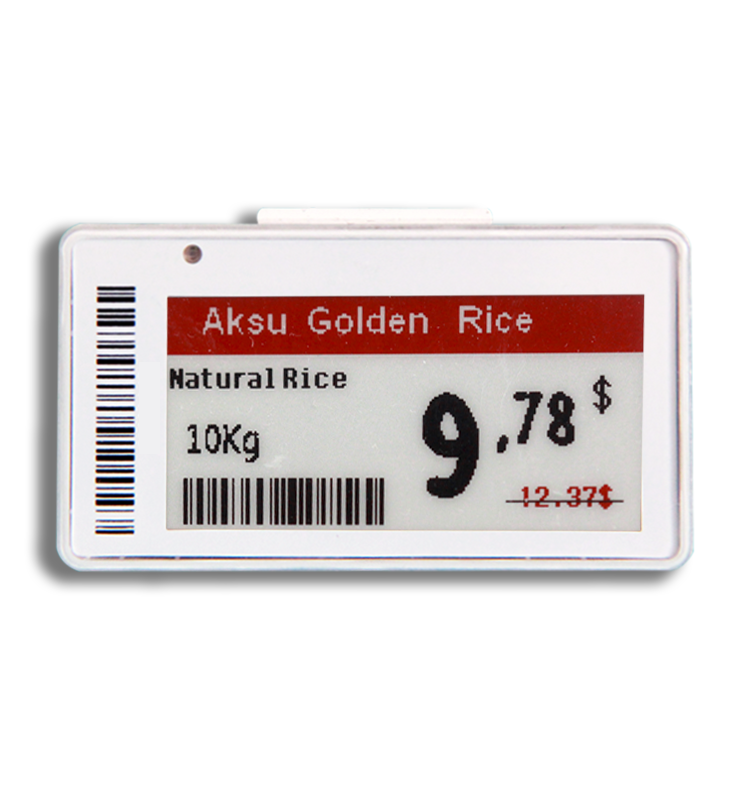 Aksu Golden Rice
Natural Rice
10Kg
9,78 $
12.37$